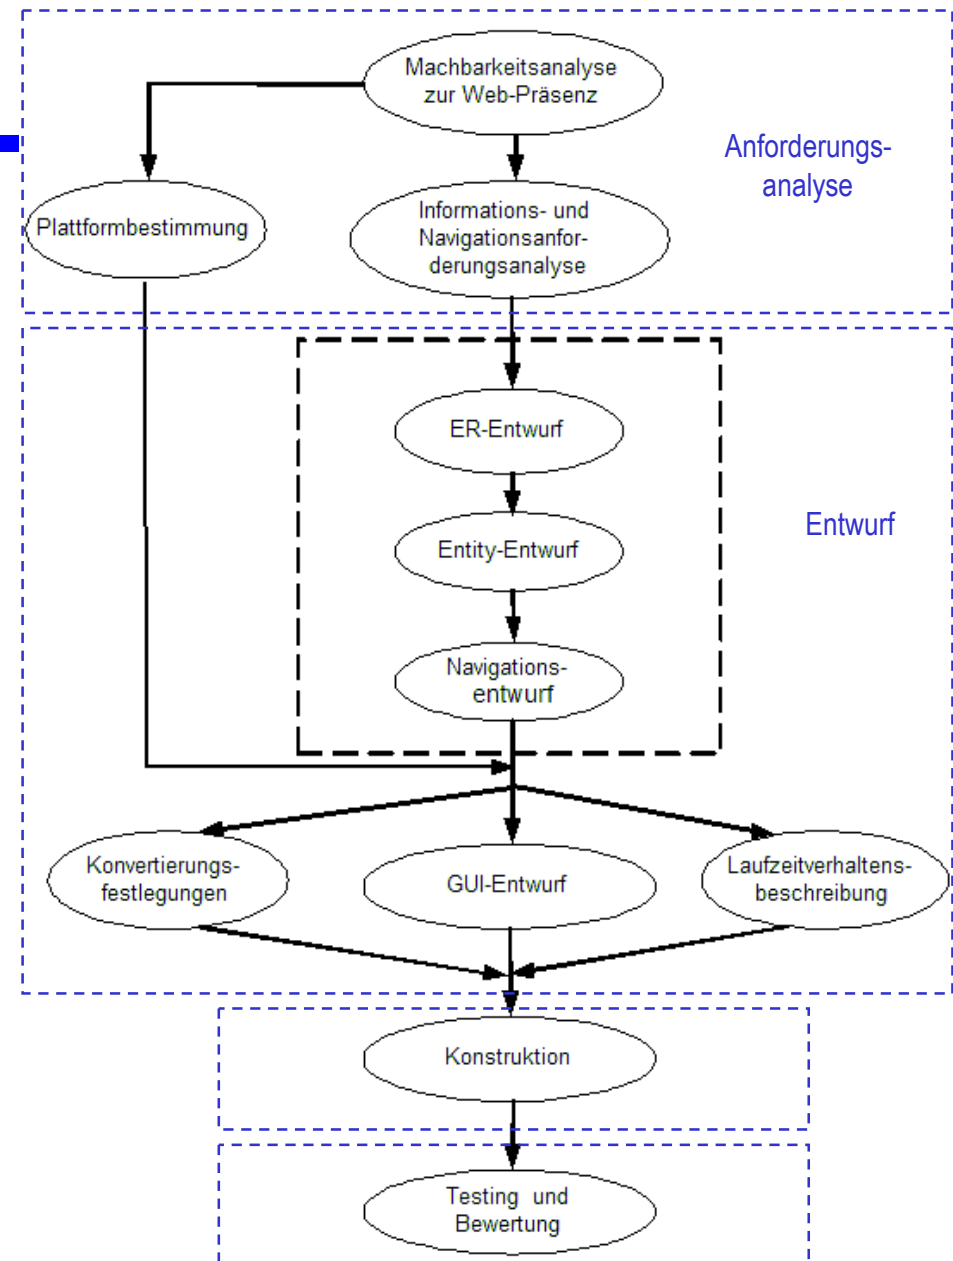 Machbarkeitsanalyse
zur Web-Präsenz
Anforderungs-
analyse
Plattformbestimmung
Informations- und
Navigationsanfor-
derungsanalyse
ER-Entwurf
Entwurf
Entity-Entwurf
Navigations-
entwurf
Konvertierungs-
festlegungen
GUI-Entwurf
Laufzeitverhaltens-
beschreibung
Konstruktion
Testing und
Bewertung